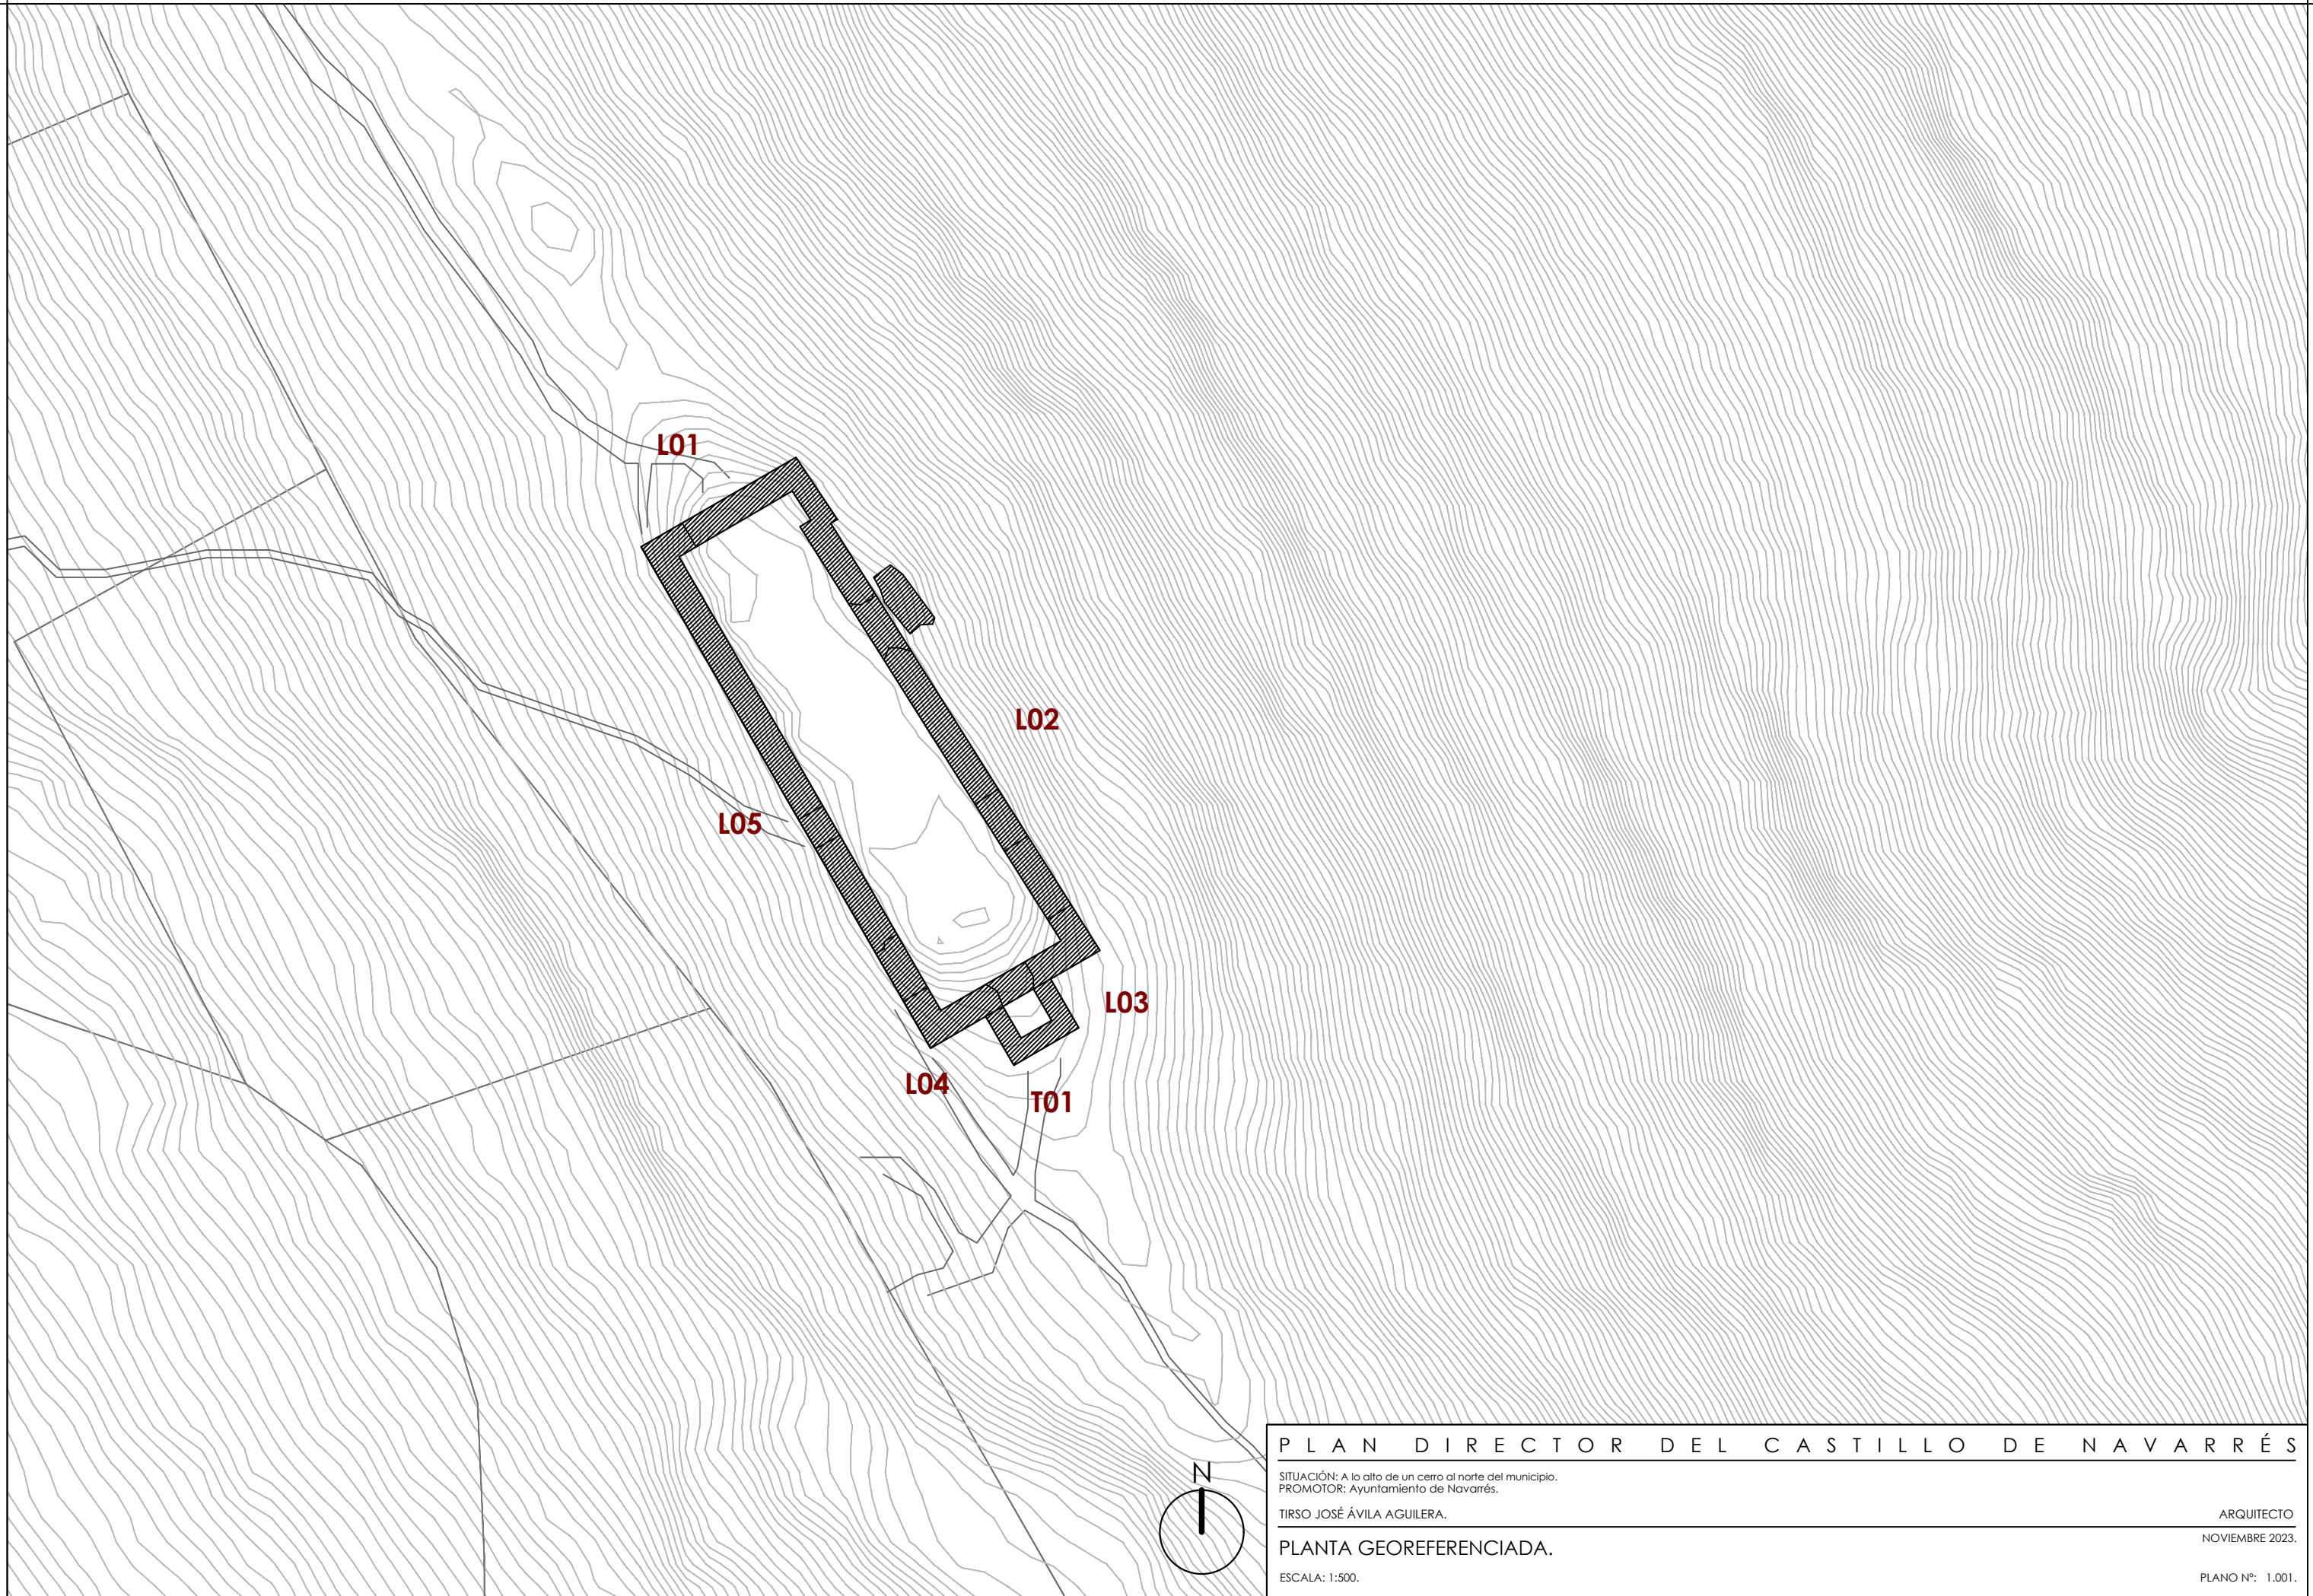 L01
L02
L05
L03
L04
T01
N
PLAN DIRECTOR DEL CASTILLO DE NAVARRÉS
SITUACIÓN: A lo alto de un cerro al norte del municipio.
PROMOTOR: Ayuntamiento de Navarrés.
TIRSO JOSÉ ÁVILA AGUILERA. ARQUITECTO
NOVIEMBRE 2023.
PLANTA GEOREFERENCIADA.
ESCALA: 1:500. PLANO Nº: 1.001.